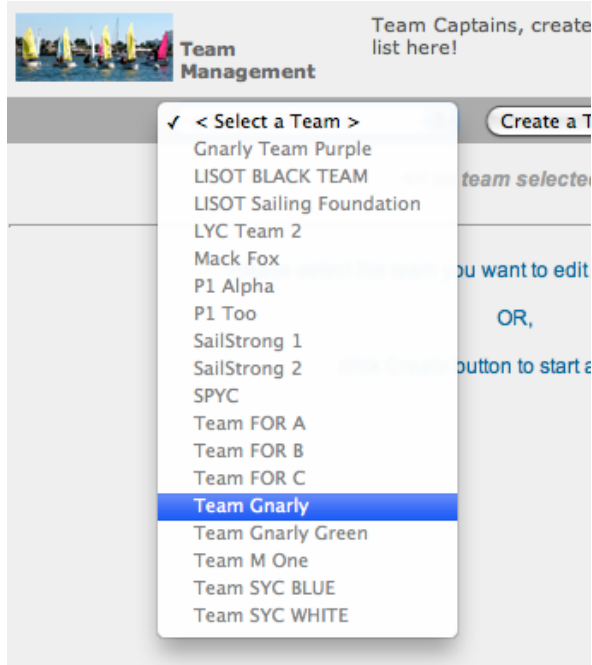 Team
Management
Team Captains, create
list here!
✓ < Select a Team >
Create a T
Gnarly Team Purple
LISOT BLACK TEAM
team selected
LISOT Sailing Foundation
LYC Team 2
Mack Fox
you want to edit
P1 Alpha
P1 Too
OR,
SailStrong 1
SailStrong 2
button to start a
SPYC
Team FOR A
Team FOR B
Team FOR C
Team Gnarly
Team Gnarly Green
Team M One
Team SYC BLUE
Team SYC WHITE